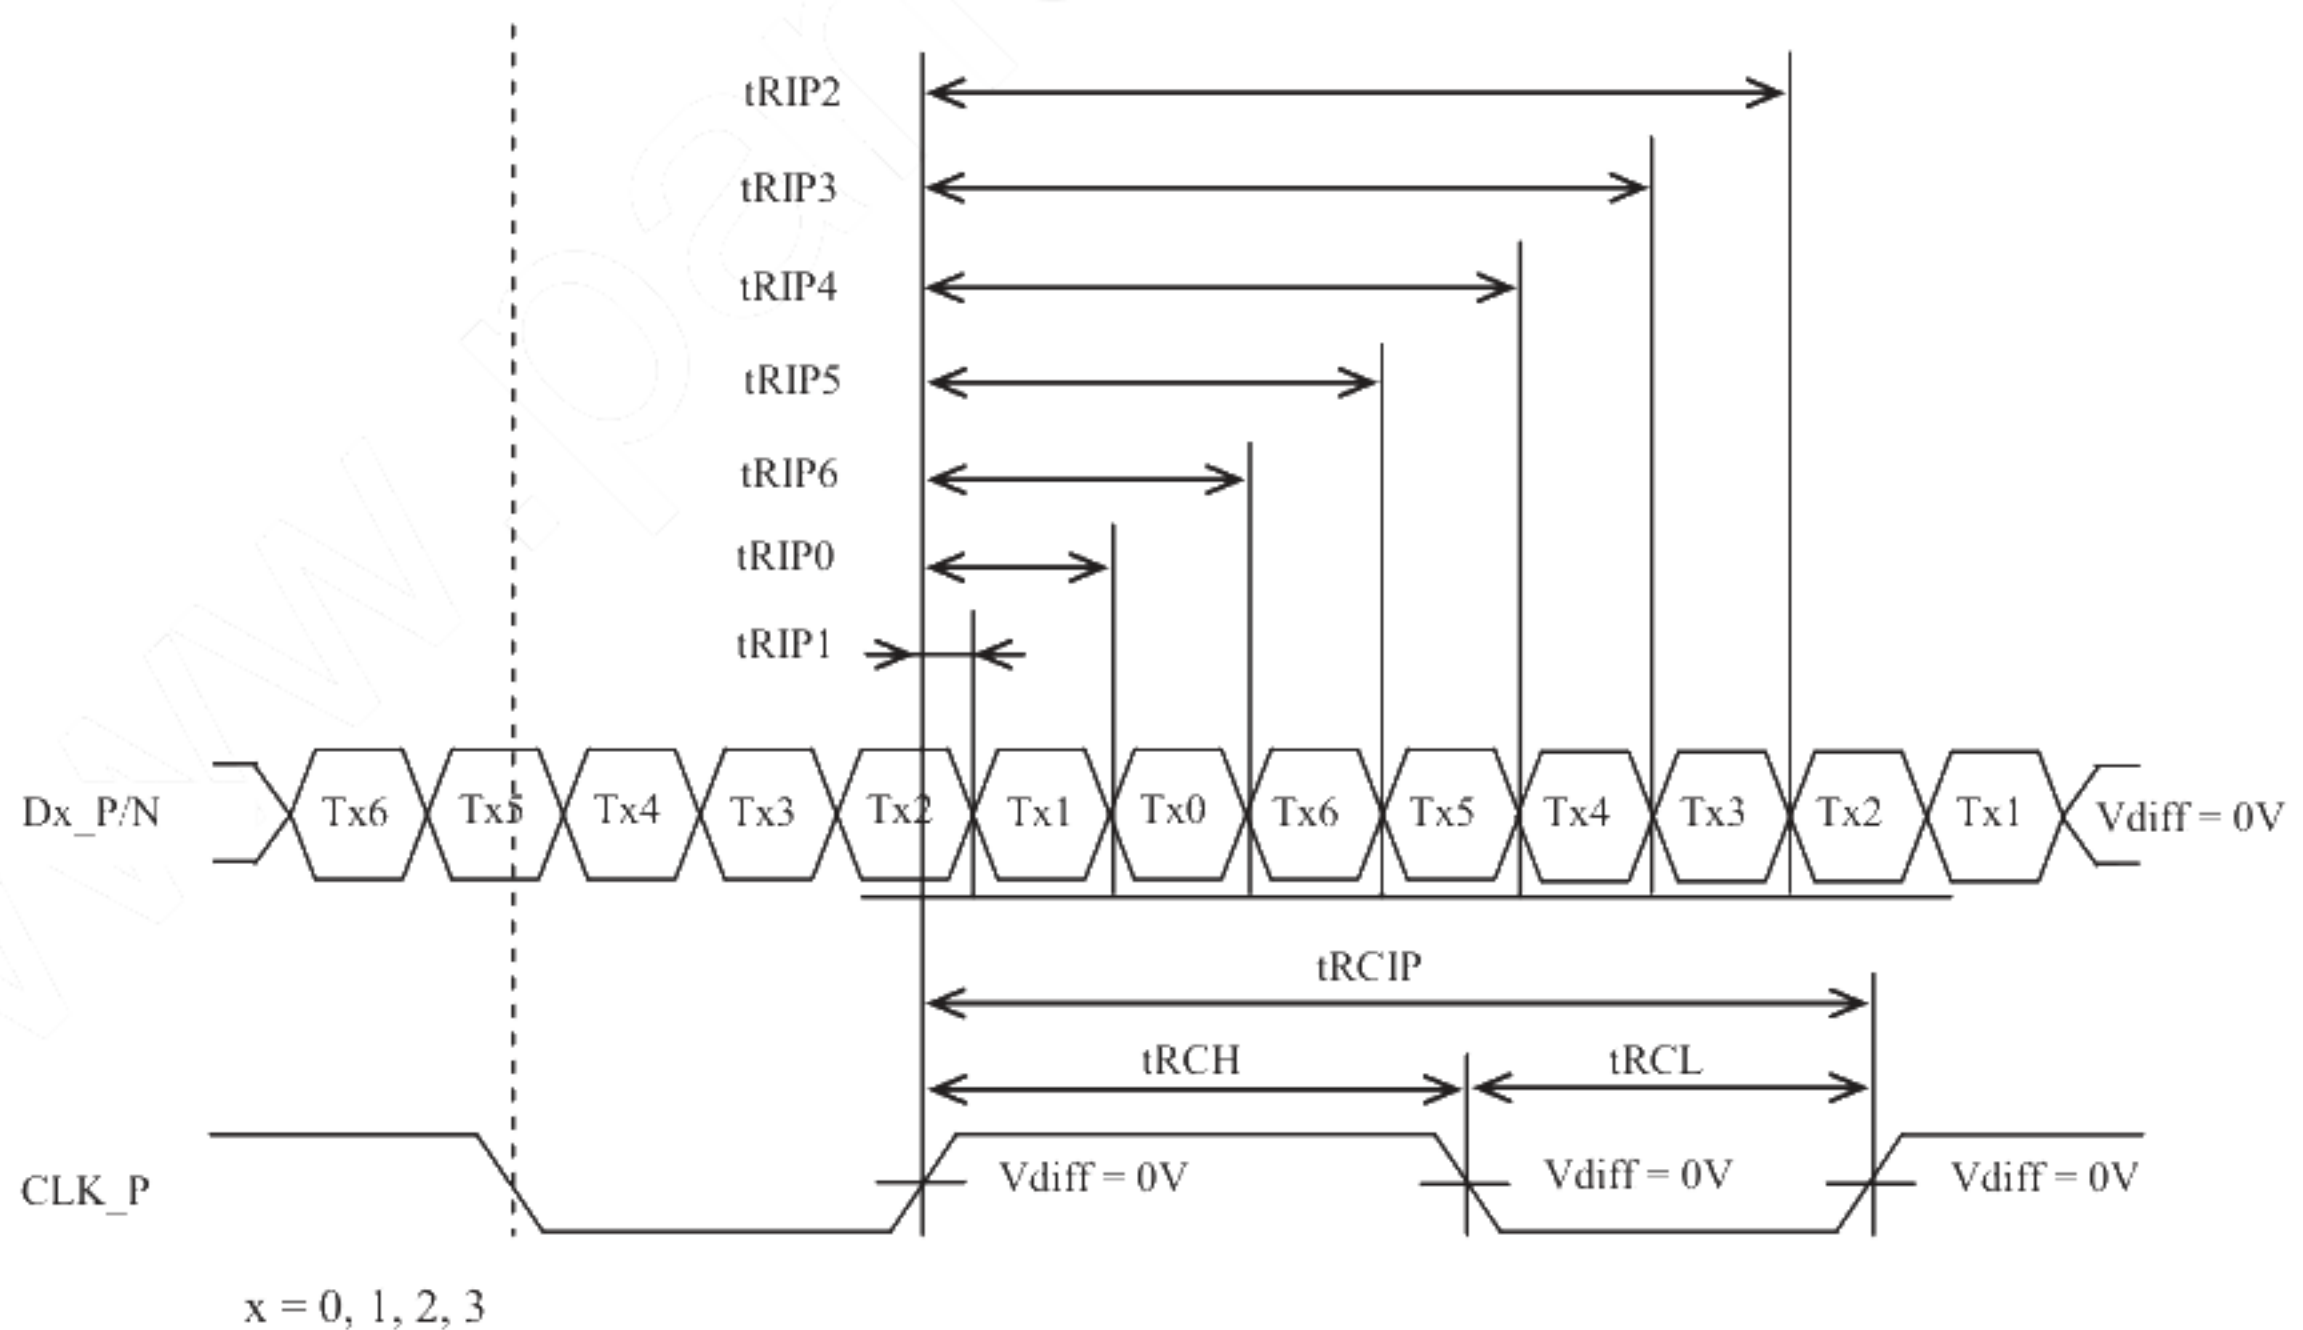 tRIP2
tRIP3
tRIP4
tRIP5
tRIP6
tRIP0
tRIP1
Dx_P/N Tx6 Tx5 Tx4 Tx3 Tx2 Tx1 Tx0 Tx6 Tx5 Tx4 Tx3 Tx2 Tx1 Vdiff = 0V
tRCIP
tRCH tRCL
CLK_P Vdiff = 0V Vdiff = 0V Vdiff = 0V
x = 0, 1, 2, 3